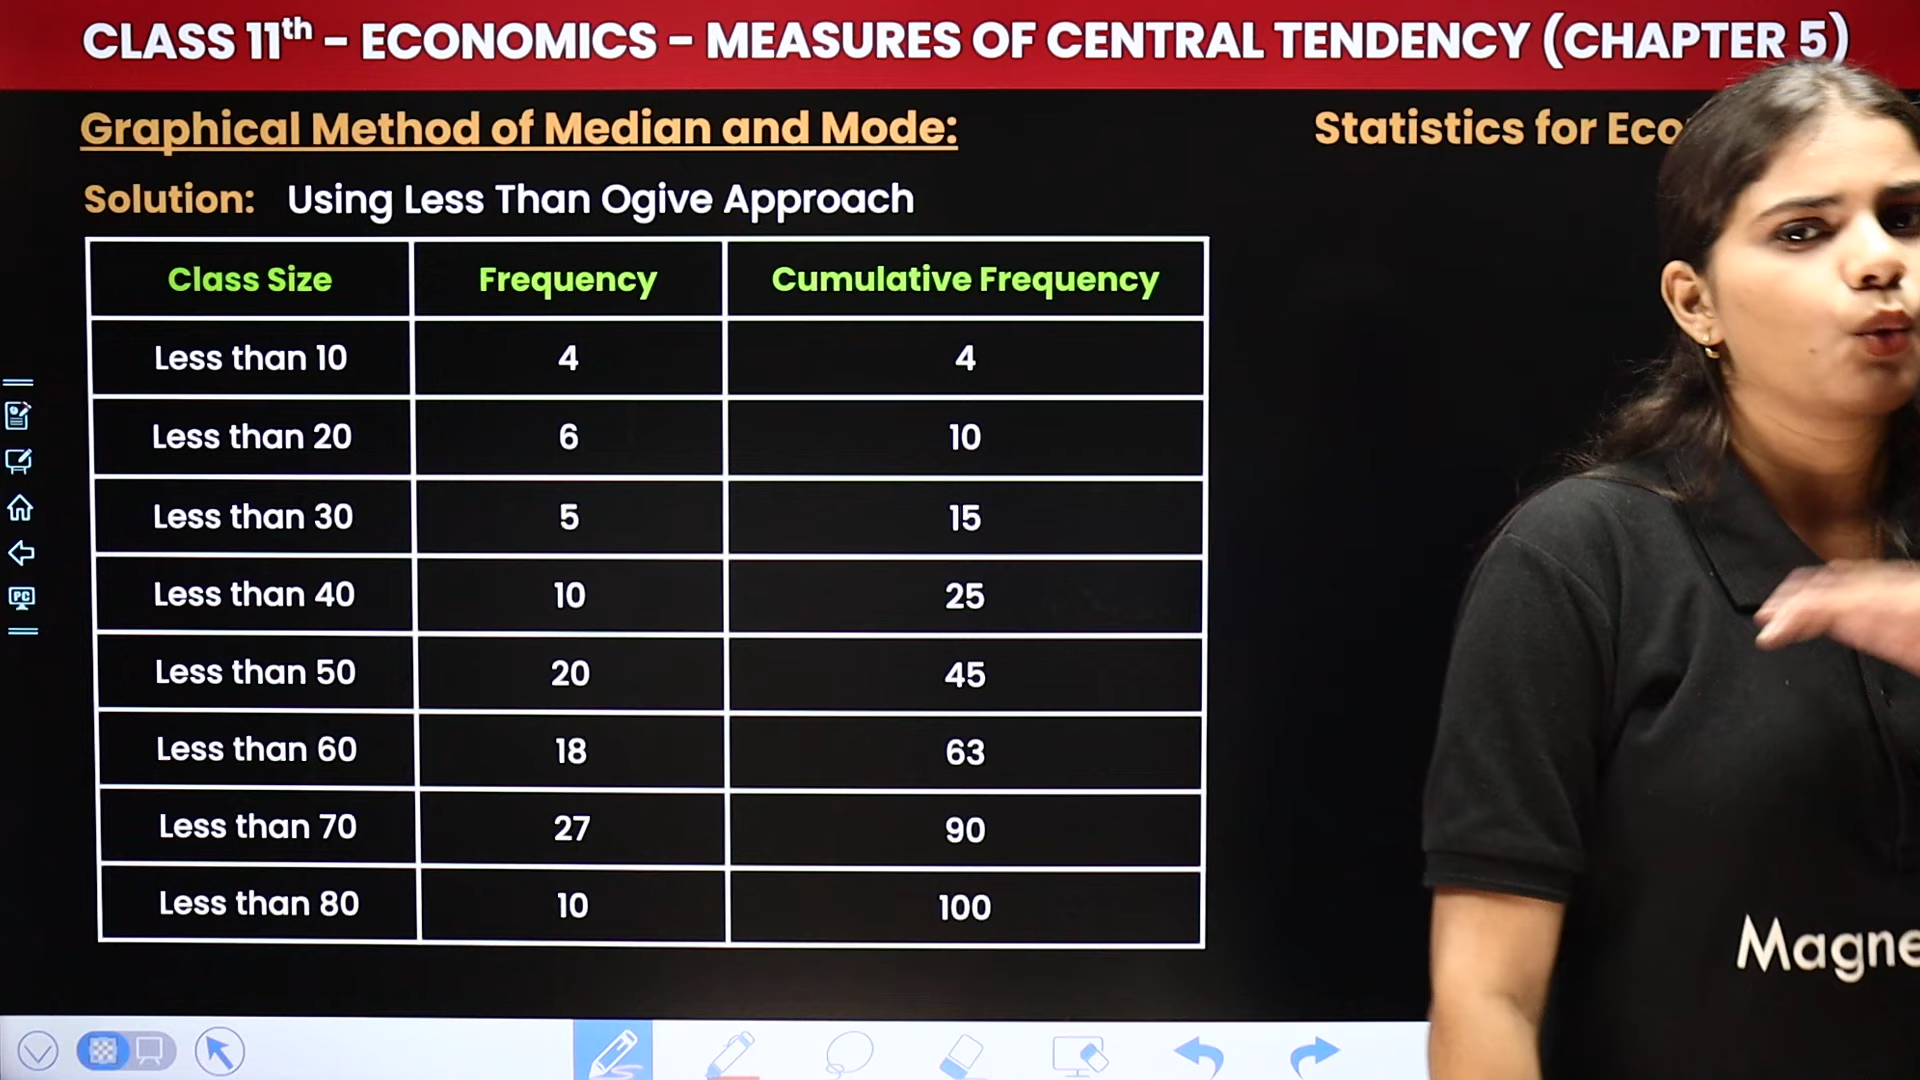 CLASS 11th - ECONOMICS - MEASURES OF CENTRAL TENDENCY (CHAPTER 5)
Graphical Method of Median and Mode:
Statistics for
Solution: Using Less Than Ogive Approach
Class Size Frequency Cumulative Frequency
Less than 10 4 4
Less than 20 6 10
Less than 30 5 15
Less than 40 10 25
Less than 50 20 45
Less than 60 18 63
Less than 70 27 90
Less than 80 10 100
PC